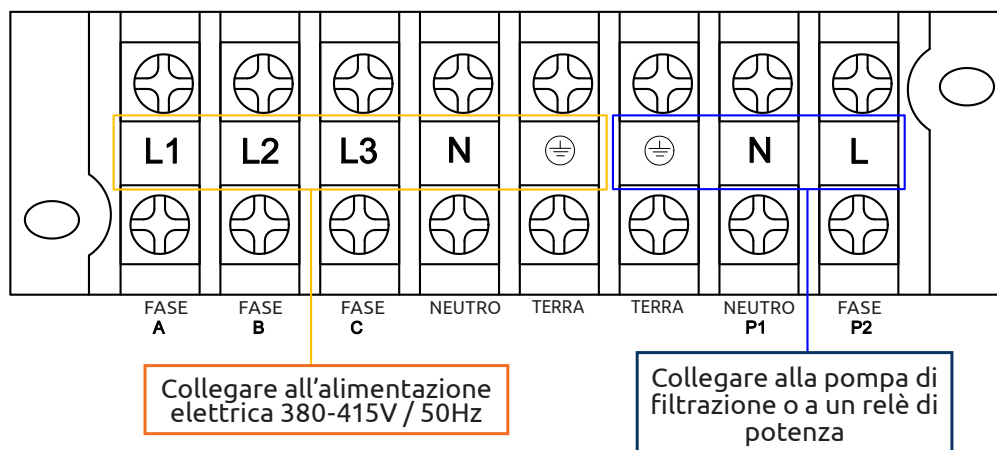 L1 L2 L3 N N L
FASE A
FASE B
FASE C
NEUTRO
TERRA
TERRA
NEUTRO P1
FASE P2
Collegare all'alimentazione
elettrica 380-415V / 50Hz
Collegare alla pompa di
filtrazione o a un relè di
potenza